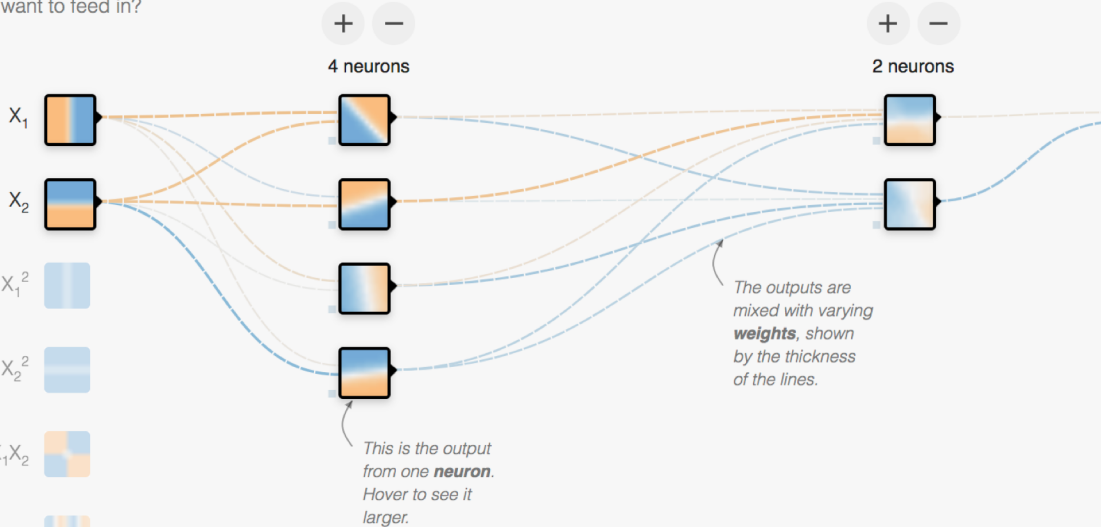 want to feed in?
+ −
+ −
4 neurons
2 neurons
X1
X2
X1²
X2²
X1X2
The outputs are
mixed with varying
weights, shown
by the thickness
of the lines.
This is the output
from one neuron.
Hover to see it
larger.